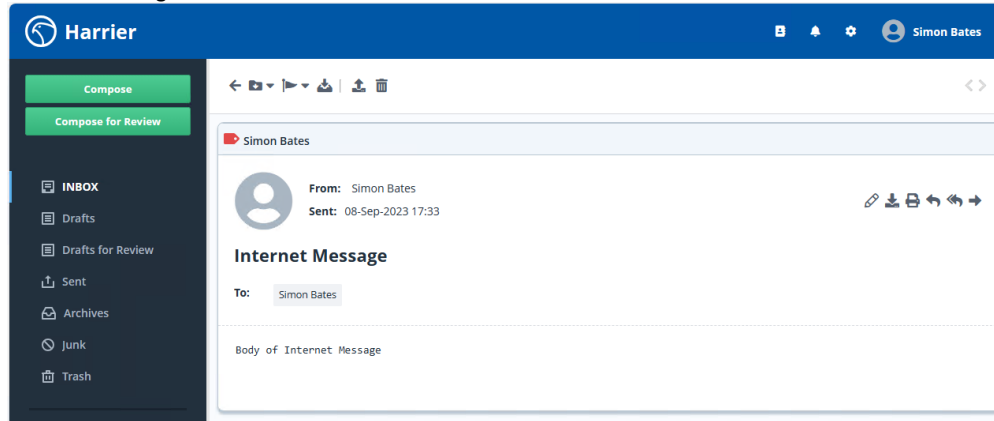 Harrier
Simon Bates
Compose
Compose for Review
INBOX
Drafts
Drafts for Review
Sent
Archives
Junk
Trash
Simon Bates
From: Simon Bates
Sent: 08-Sep-2023 17:33
Internet Message
To: Simon Bates
Body of Internet Message